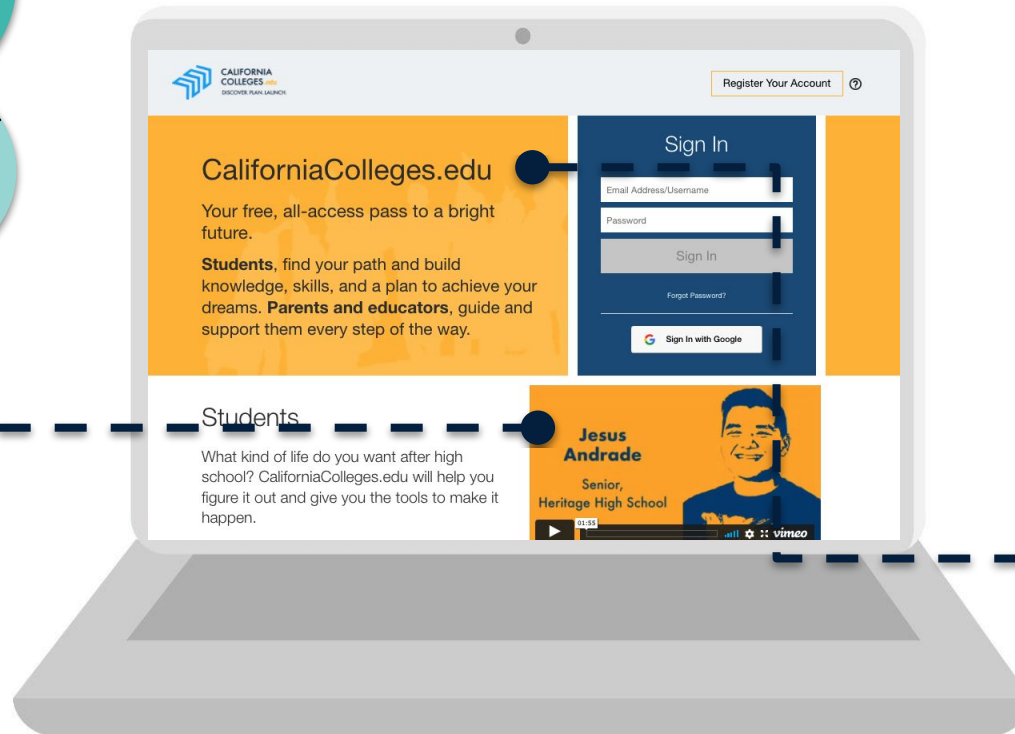 CALIFORNIA
COLLEGES.edu
DISCOVER. PLAN. LAUNCH.
Register Your Account
?
CaliforniaColleges.edu
Your free, all-access pass to a bright
future.
Students, find your path and build
knowledge, skills, and a plan to achieve your
dreams. Parents and educators, guide and
support them every step of the way.
Sign In
Email Address/Username
Password
Sign In
Forgot Password?
G Sign In with Google
Students
What kind of life do you want after high
school? CaliforniaColleges.edu will help you
figure it out and give you the tools to make it
happen.
Jesus
Andrade
Senior,
Heritage High School
01:55
vimeo